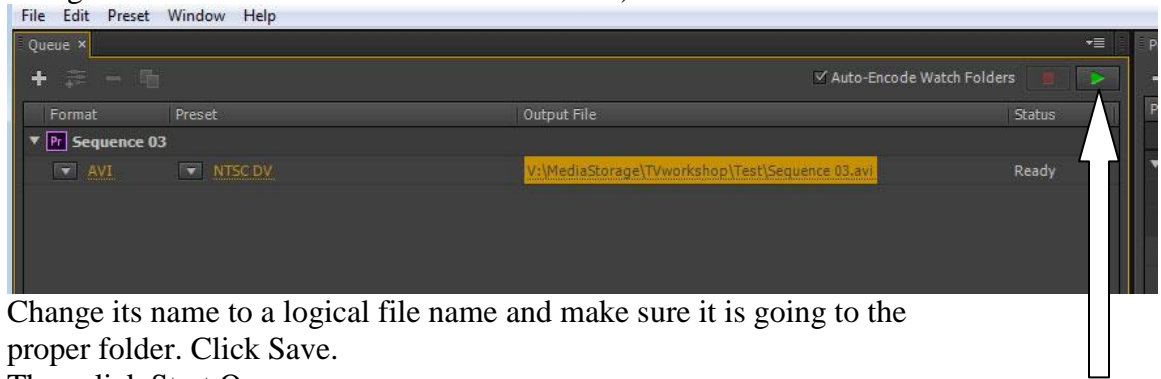 File Edit Preset Window Help
Queue ×
Auto-Encode Watch Folders
Format Preset Output File Status
Pr Sequence 03
AVI NTSC DV V:\MediaStorage\TVworkshop\Test\Sequence 03.avi Ready
Change its name to a logical file name and make sure it is going to the
proper folder. Click Save.